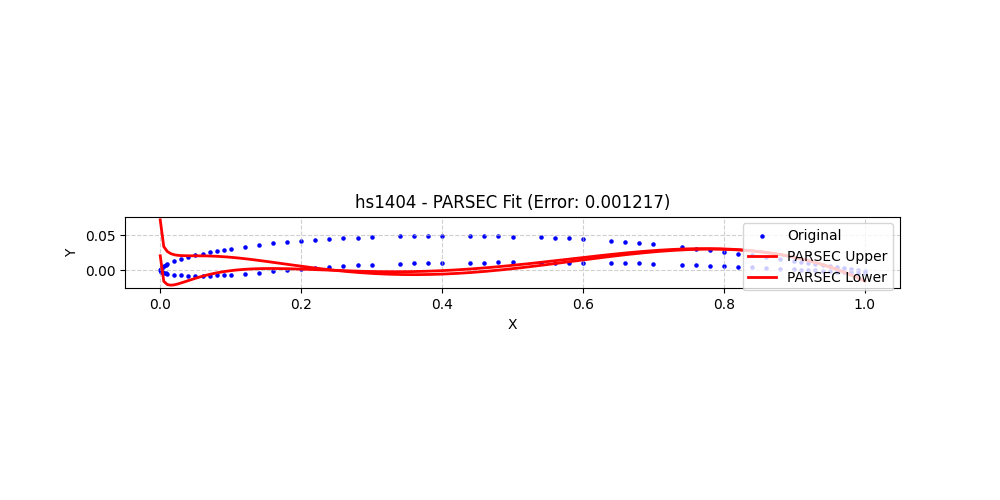 hs1404 - PARSEC Fit (Error: 0.001217)
Y
0.05
0.00
Original
PARSEC Upper
PARSEC Lower
0.0 0.2 0.4 0.6 0.8 1.0
X